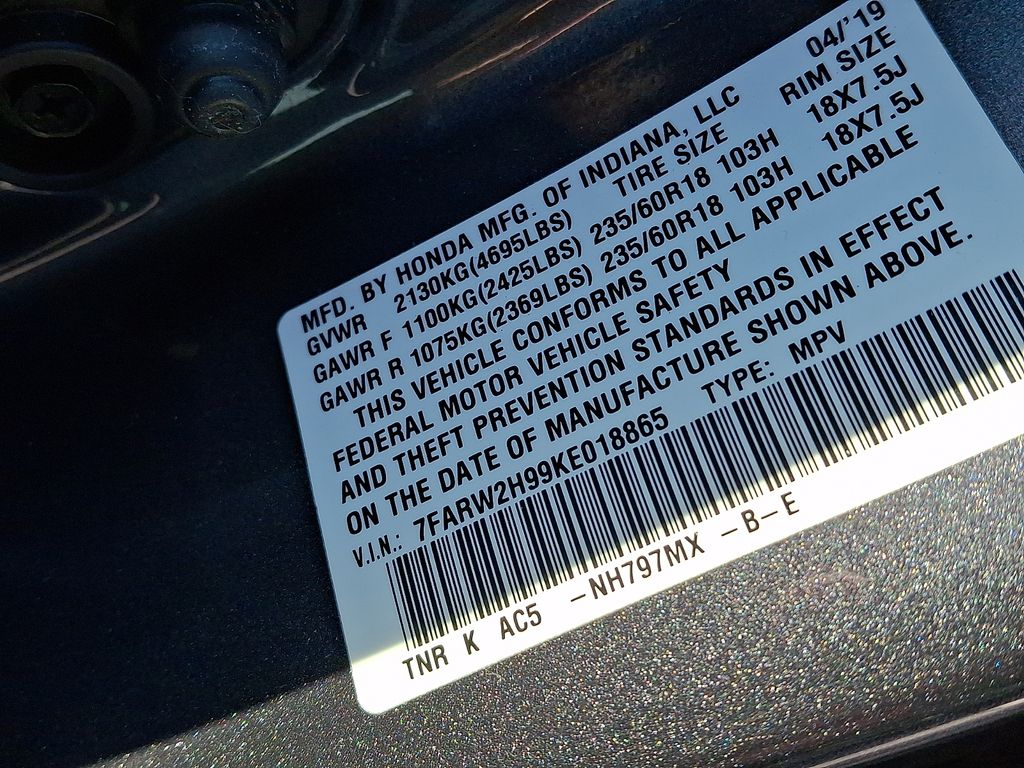 MFD. BY HONDA MFG. OF INDIANA, LLC 04/'19
GVWR 2130KG(4695LBS) TIRE SIZE RIM SIZE
GAWR F 1100KG(2425LBS) 235/60R18 103H 18X7.5J
GAWR R 1075KG(2369LBS) 235/60R18 103H 18X7.5J
THIS VEHICLE CONFORMS TO ALL APPLICABLE
FEDERAL MOTOR VEHICLE SAFETY
AND THEFT PREVENTION STANDARDS IN EFFECT
ON THE DATE OF MANUFACTURE SHOWN ABOVE.
V.I.N.: 7FARW2H99KE018865 TYPE: MPV
TNR K AC5 -NH797MX -B-E